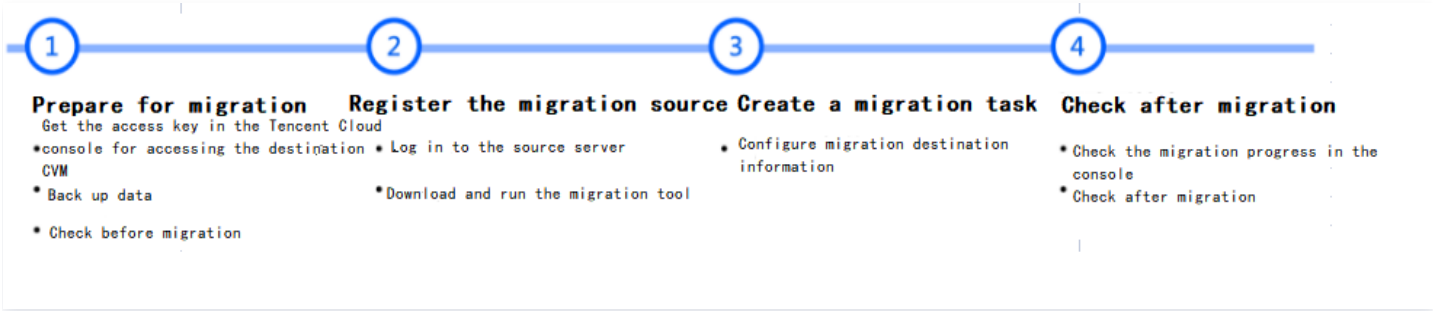 1
2
3
4
Prepare for migration
Get the access key in the Tencent Cloud
•console for accessing the destination
CVM
• Back up data
• Check before migration
Register the migration source
• Log in to the source server
•Download and run the migration tool
Create a migration task
• Configure migration destination
information
Check after migration
• Check the migration progress in the
console
• Check after migration